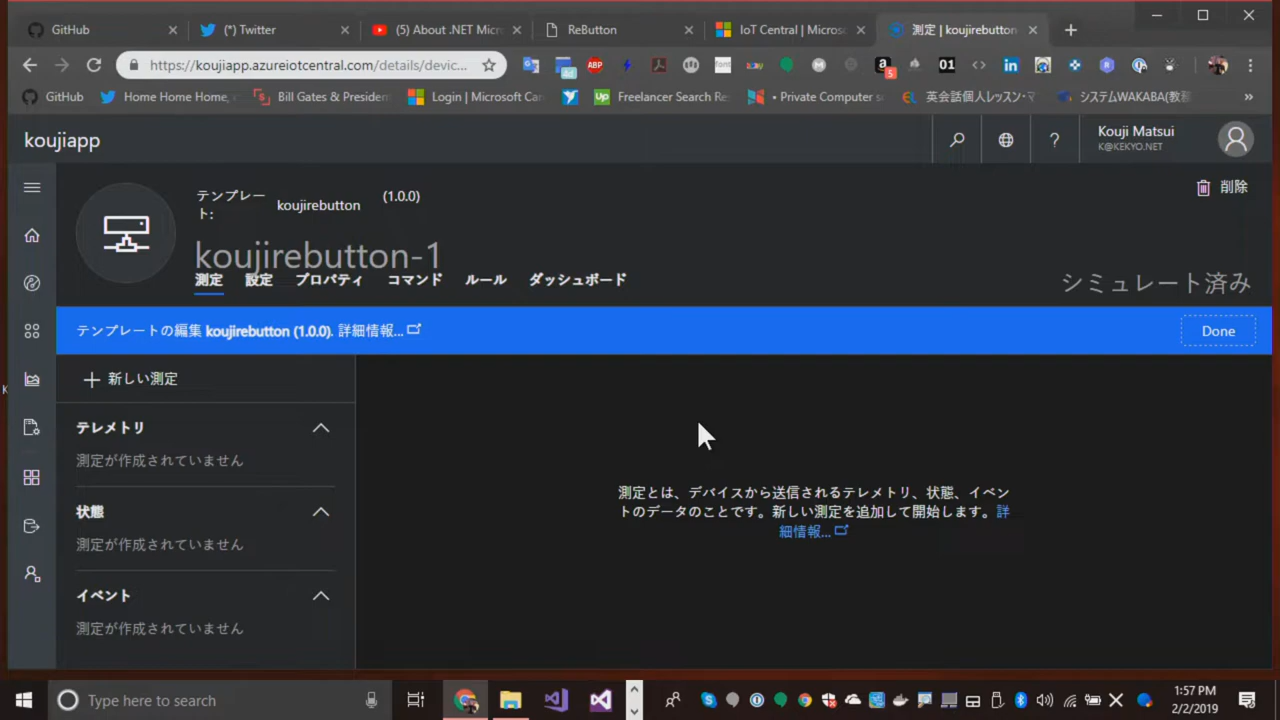 GitHub
(*) Twitter
(5) About .NET Micr
ReButton
IoT Central | Micros
測定 | koujirebutton
https://koujiapp.azureiotcentral.com/details/devic...
GitHub
Home Home Home,
Bill Gates & Presiden
Login | Microsoft Ca
Freelancer Search Re
• Private Computer s
英会話個人レッスン・マ
システムWAKABA(教務
»
koujiapp
?
Kouji Matsui
K@KEKYO.NET
テンプレー
ト:
koujirebutton
(1.0.0)
削除
koujirebutton-1
測定 設定 プロパティ コマンド ルール ダッシュボード
シミュレート済み
テンプレートの編集 koujirebutton (1.0.0). 詳細情報...
Done
新しい測定
テレメトリ
測定が作成されていません
状態
測定が作成されていません
イベント
測定が作成されていません
測定とは、デバイスから送信されるテレメトリ、状態、イベン
トのデータのことです。新しい測定を追加して開始します。詳
細情報...
Type here to search
1:57 PM
2/2/2019